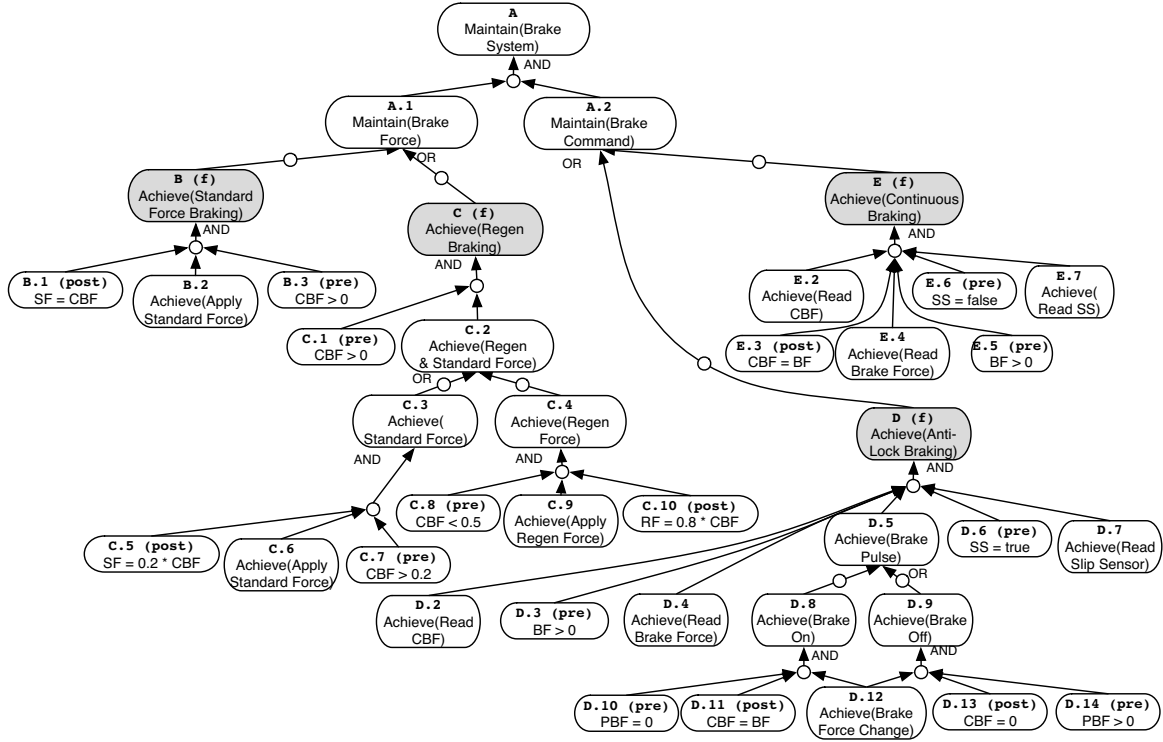 A
Maintain(Brake
System)
AND
A.1
Maintain(Brake
Force)
A.2
Maintain(Brake
Command)
OR
OR
B (f)
Achieve(Standard
Force Braking)
AND
C (f)
Achieve(Regen
Braking)
AND
E (f)
Achieve(Continuous
Braking)
AND
B.1 (post)
SF = CBF
B.2
Achieve(Apply
Standard Force)
B.3 (pre)
CBF > 0
C.1 (pre)
CBF > 0
C.2
Achieve(Regen
& Standard Force)
OR
E.2
Achieve(Read
CBF)
E.6 (pre)
SS = false
E.7
Achieve(
Read SS)
E.3 (post)
CBF = BF
E.4
Achieve(Read
Brake Force)
E.5 (pre)
BF > 0
C.3
Achieve(
Standard Force)
AND
C.4
Achieve(Regen
Force)
AND
D (f)
Achieve(Anti-
Lock Braking)
AND
C.5 (post)
SF = 0.2 * CBF
C.6
Achieve(Apply
Standard Force)
C.7 (pre)
CBF > 0.2
C.8 (pre)
CBF < 0.5
C.9
Achieve(Apply
Regen Force)
C.10 (post)
RF = 0.8 * CBF
D.5
Achieve(Brake
Pulse)
OR
D.6 (pre)
SS = true
D.7
Achieve(Read
Slip Sensor)
D.2
Achieve(Read
CBF)
D.3 (pre)
BF > 0
D.4
Achieve(Read
Brake Force)
D.8
Achieve(Brake
On)
AND
D.9
Achieve(Brake
Off)
AND
D.10 (pre)
PBF = 0
D.11 (post)
CBF = BF
D.12
Achieve(Brake
Force Change)
D.13 (post)
CBF = 0
D.14 (pre)
PBF > 0